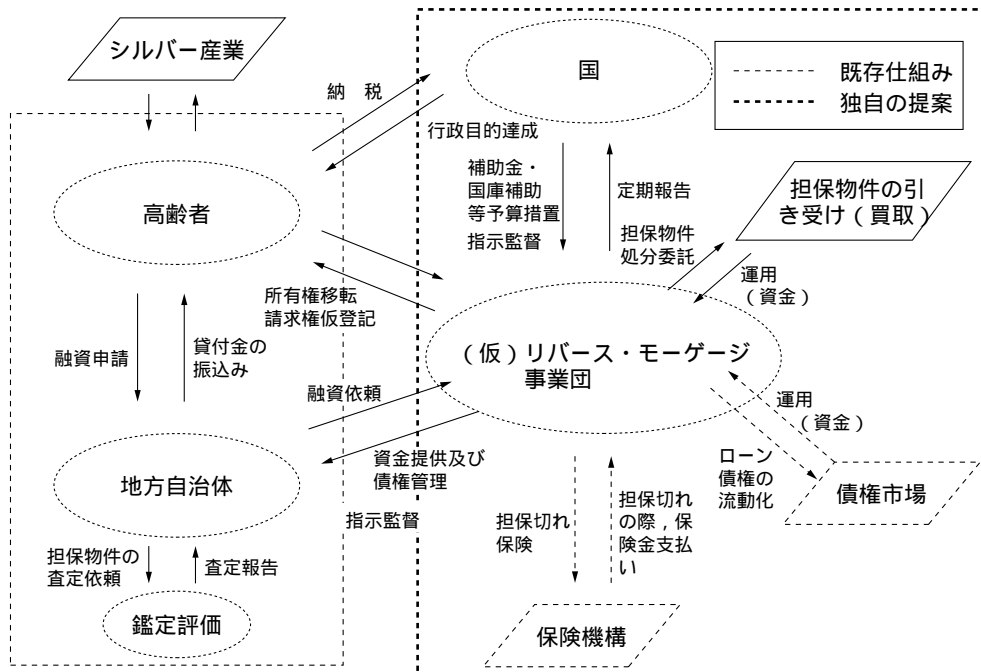 シルバー産業
国
既存仕組み
独自の提案
納　税
行政目的達成
補助金・
国庫補助
等予算措置
指示監督
定期報告
担保物件
処分委託
担保物件の引
き受け（買取）
運用
（資金）
高齢者
所有権移転
請求権仮登記
融資申請
貸付金の
振込み
（仮）リバース・モーゲージ
事業団
融資依頼
資金提供及び
債権管理
指示監督
運用
（資金）
ローン
債権の
流動化
債権市場
地方自治体
担保切れ
保険
担保切れ
の際，保
険金支払
い
担保物件の
査定依頼
査定報告
鑑定評価
保険機構